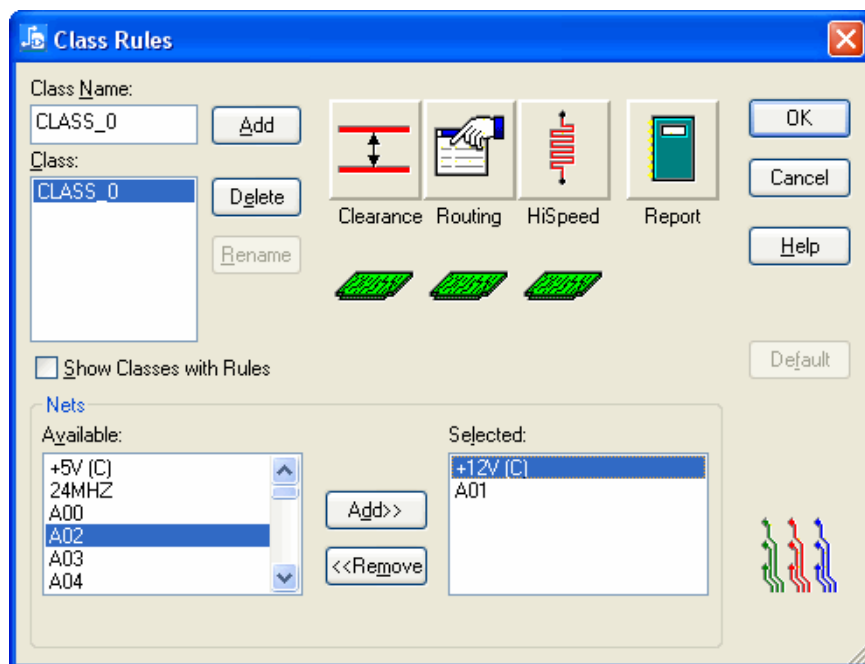 Class Rules
Class Name:
CLASS_0
Add
Class:
CLASS_0
Delete
Rename
Clearance
Routing
HiSpeed
Report
OK
Cancel
Help
Default
Show Classes with Rules
Nets
Available:
+5V (C)
24MHZ
A00
A02
A03
A04
Add>>
<<Remove
Selected:
+12V (C)
A01